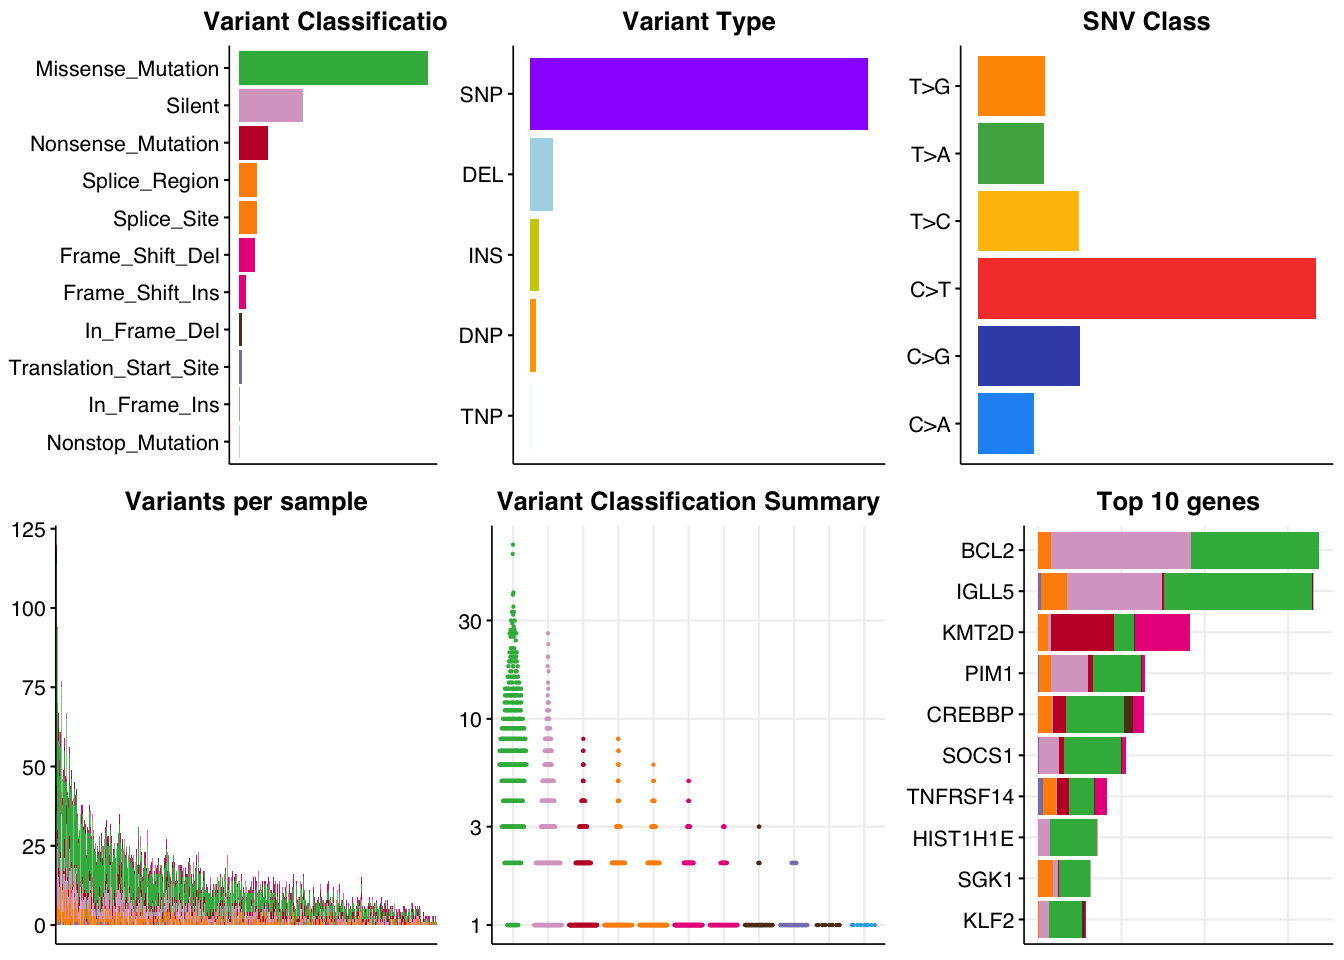 Variant Classificatio
Missense_Mutation
Silent
Nonsense_Mutation
Splice_Region
Splice_Site
Frame_Shift_Del
Frame_Shift_Ins
In_Frame_Del
Translation_Start_Site
In_Frame_Ins
Nonstop_Mutation
Variant Type
SNP
DEL
INS
DNP
TNP
SNV Class
T>G
T>A
T>C
C>T
C>G
C>A
Variants per sample
125
100
75
50
25
0
Variant Classification Summary
30
10
3
1
Top 10 genes
BCL2
IGLL5
KMT2D
PIM1
CREBBP
SOCS1
TNFRSF14
HIST1H1E
SGK1
KLF2